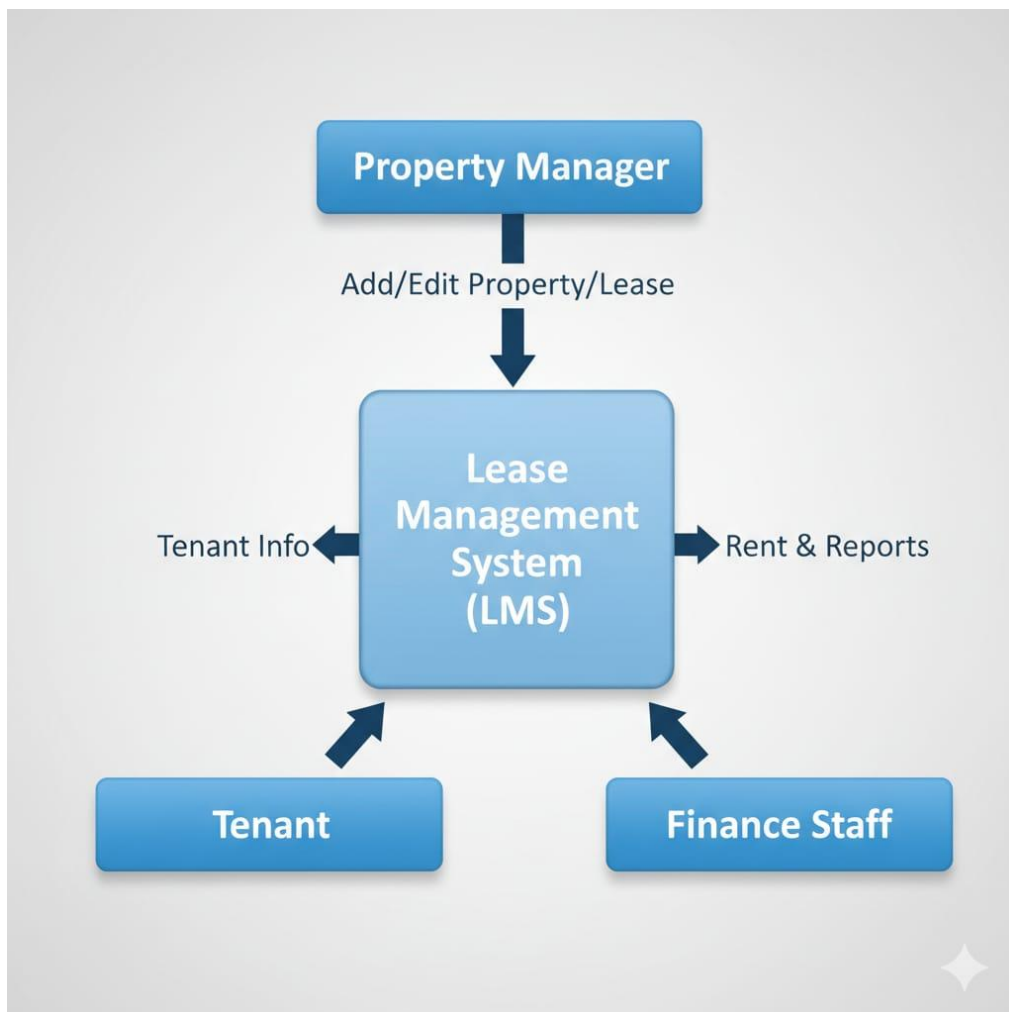 Property Manager
Add/Edit Property/Lease
Lease
Management
System
(LMS)
Tenant Info
Rent & Reports
Tenant
Finance Staff